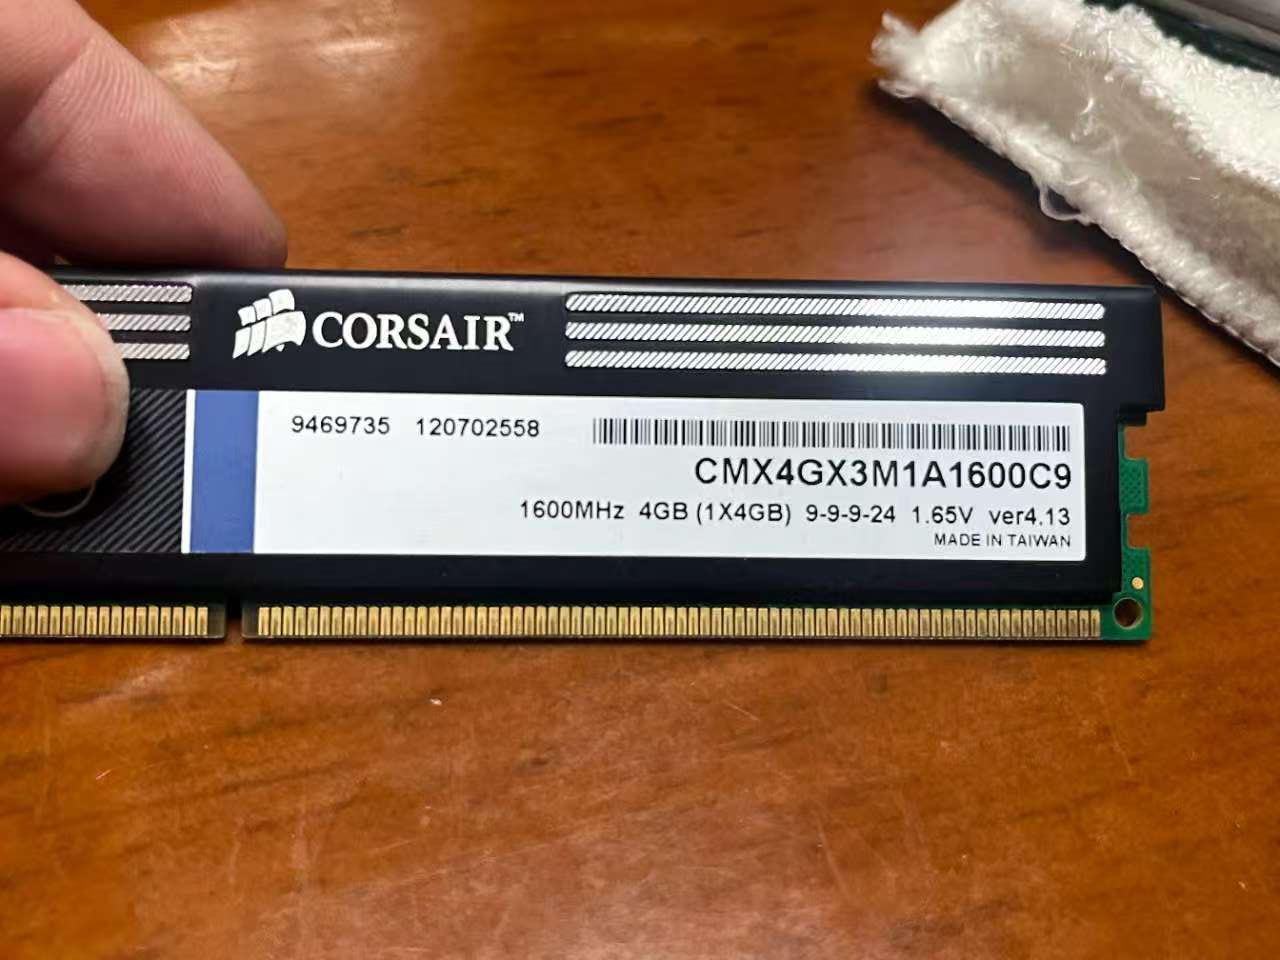 CORSAIR™
9469735 120702558
CMX4GX3M1A1600C9
1600MHz 4GB (1X4GB) 9-9-9-24 1.65V ver4.13
MADE IN TAIWAN